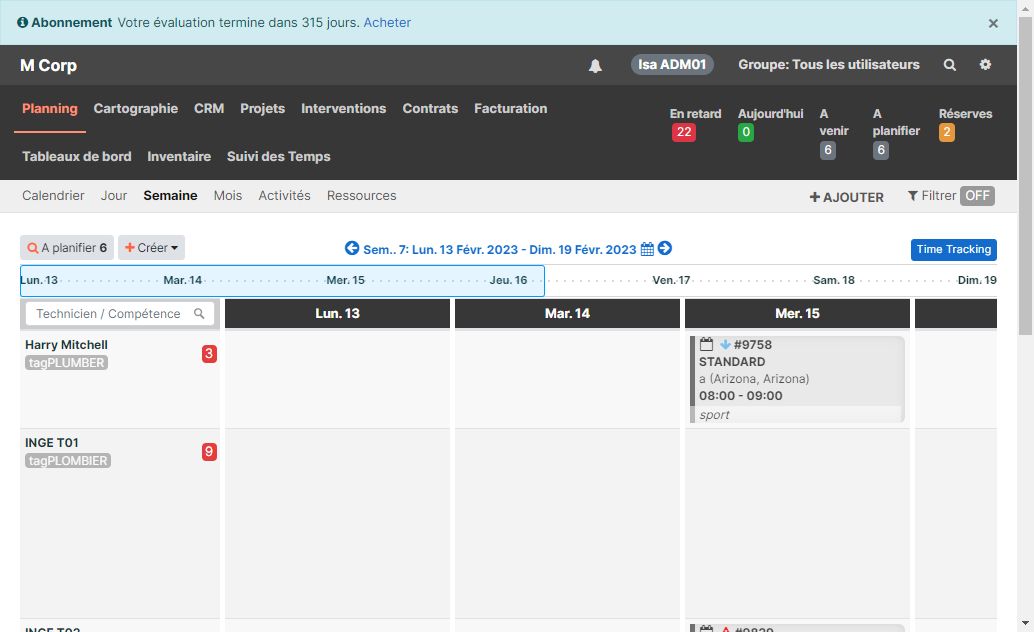 Abonnement Votre évaluation termine dans 315 jours. Acheter
M Corp
Isa ADM01
Groupe: Tous les utilisateurs
Planning Cartographie CRM Projets Interventions Contrats Facturation
Tableaux de bord Inventaire Suivi des Temps
En retard 22
Aujourd'hui 0
A venir 6
A planifier 6
Réserves 2
Calendrier Jour Semaine Mois Activités Ressources
AJOUTER
Filtrer OFF
A planifier 6
Créer
Sem.. 7: Lun. 13 Févr. 2023 - Dim. 19 Févr. 2023
Time Tracking
Lun. 13 Mar. 14 Mer. 15 Jeu. 16 Ven. 17 Sam. 18 Dim. 19
Technicien / Compétence
Lun. 13 Mar. 14 Mer. 15
Harry Mitchell
tagPLUMBER
3
#9758
STANDARD
a (Arizona, Arizona)
08:00 - 09:00
sport
INGE T01
tagPLOMBIER
9